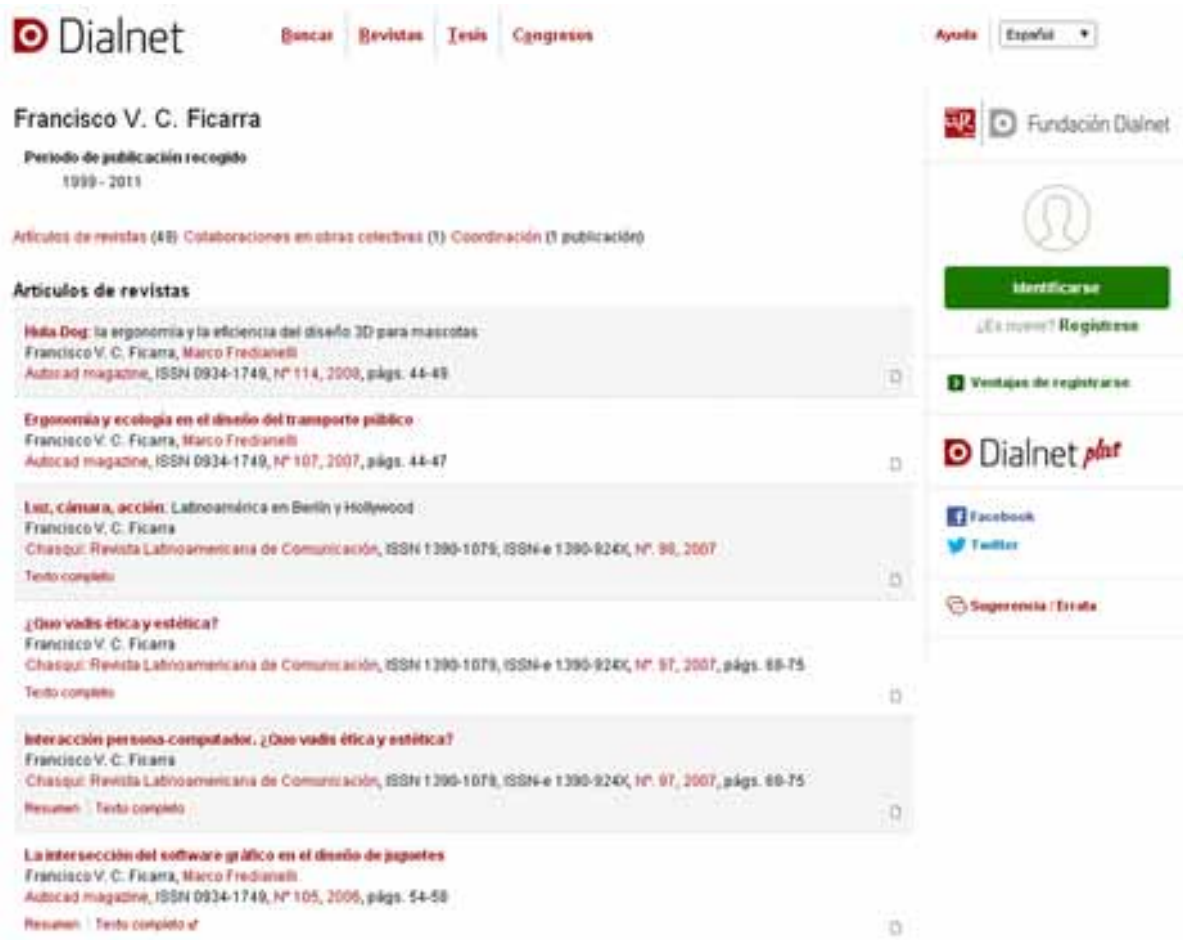 Dialnet
Buscar Revistas Tesis Congresos
Ayuda Español
Francisco V. C. Ficarra
Periodo de publicación recogido
1999 - 2011
Artículos de revistas (49) Colaboraciones en obras colectivas (1) Coordinación (1 publicación)
Artículos de revistas
Hula Dog: la ergonomía y la eficiencia del diseño 3D para mascotas
Francisco V. C. Ficarra, Marco Fredianelli
Autocad magazine, ISSN 0934-1749, Nº 114, 2008, págs. 44-49
Ergonomía y ecología en el diseño del transporte público
Francisco V. C. Ficarra, Marco Fredianelli
Autocad magazine, ISSN 0934-1749, Nº 107, 2007, págs. 44-47
Luz, cámara, acción: Latinoamérica en Berlín y Hollywood
Francisco V. C. Ficarra
Chasqui: Revista Latinoamericana de Comunicación, ISSN 1390-1079, ISSN-e 1390-924X, Nº. 98, 2007
Texto completo
¿Quo vadis ética y estética?
Francisco V. C. Ficarra
Chasqui: Revista Latinoamericana de Comunicación, ISSN 1390-1079, ISSN-e 1390-924X, Nº. 97, 2007, págs. 68-75
Texto completo
Interacción persona-computador. ¿Quo vadis ética y estética?
Francisco V. C. Ficarra
Chasqui: Revista Latinoamericana de Comunicación, ISSN 1390-1079, ISSN-e 1390-924X, Nº. 97, 2007, págs. 68-75
Resumen Texto completo
La intersección del software gráfico en el diseño de juguetes
Francisco V. C. Ficarra, Marco Fredianelli
Autocad magazine, ISSN 0934-1749, Nº 105, 2006, págs. 54-58
Resumen Texto completo
Fundación Dialnet
Identificarse
¿Es nuevo? Regístrese
Ventajas de registrarse
Dialnet plus
Facebook
Twitter
Sugerencia / Errata